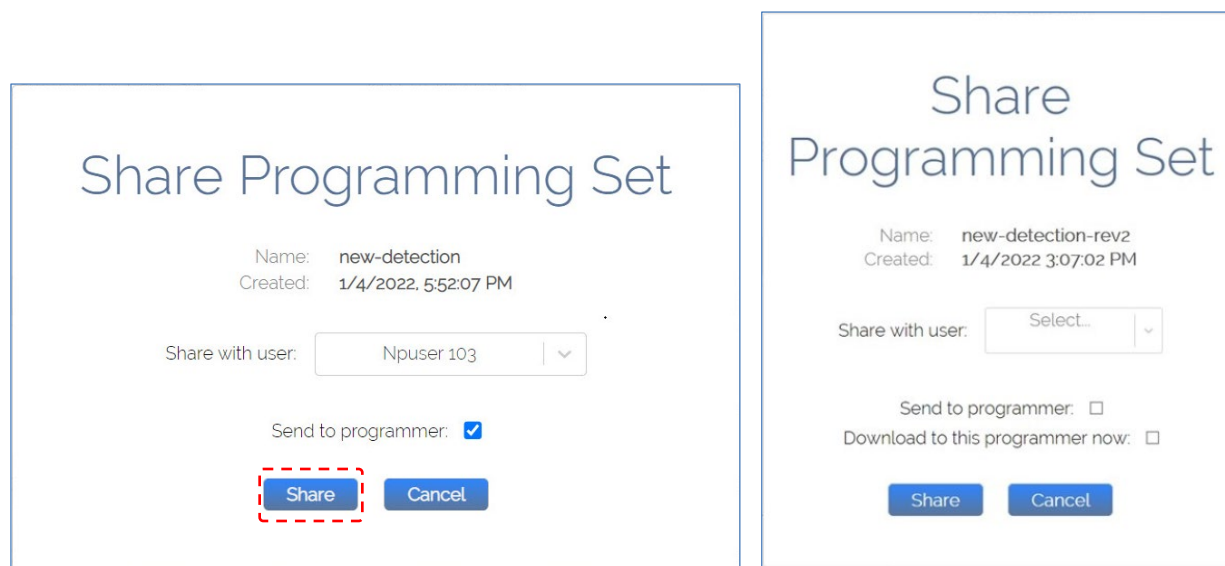 Share Programming Set
Name: new-detection
Created: 1/4/2022, 5:52:07 PM
Share with user: Npuser 103
Send to programmer:
Share Cancel
Share
Programming Set
Name: new-detection-rev2
Created: 1/4/2022 3:07:02 PM
Share with user: Select...
Send to programmer:
Download to this programmer now:
Share Cancel